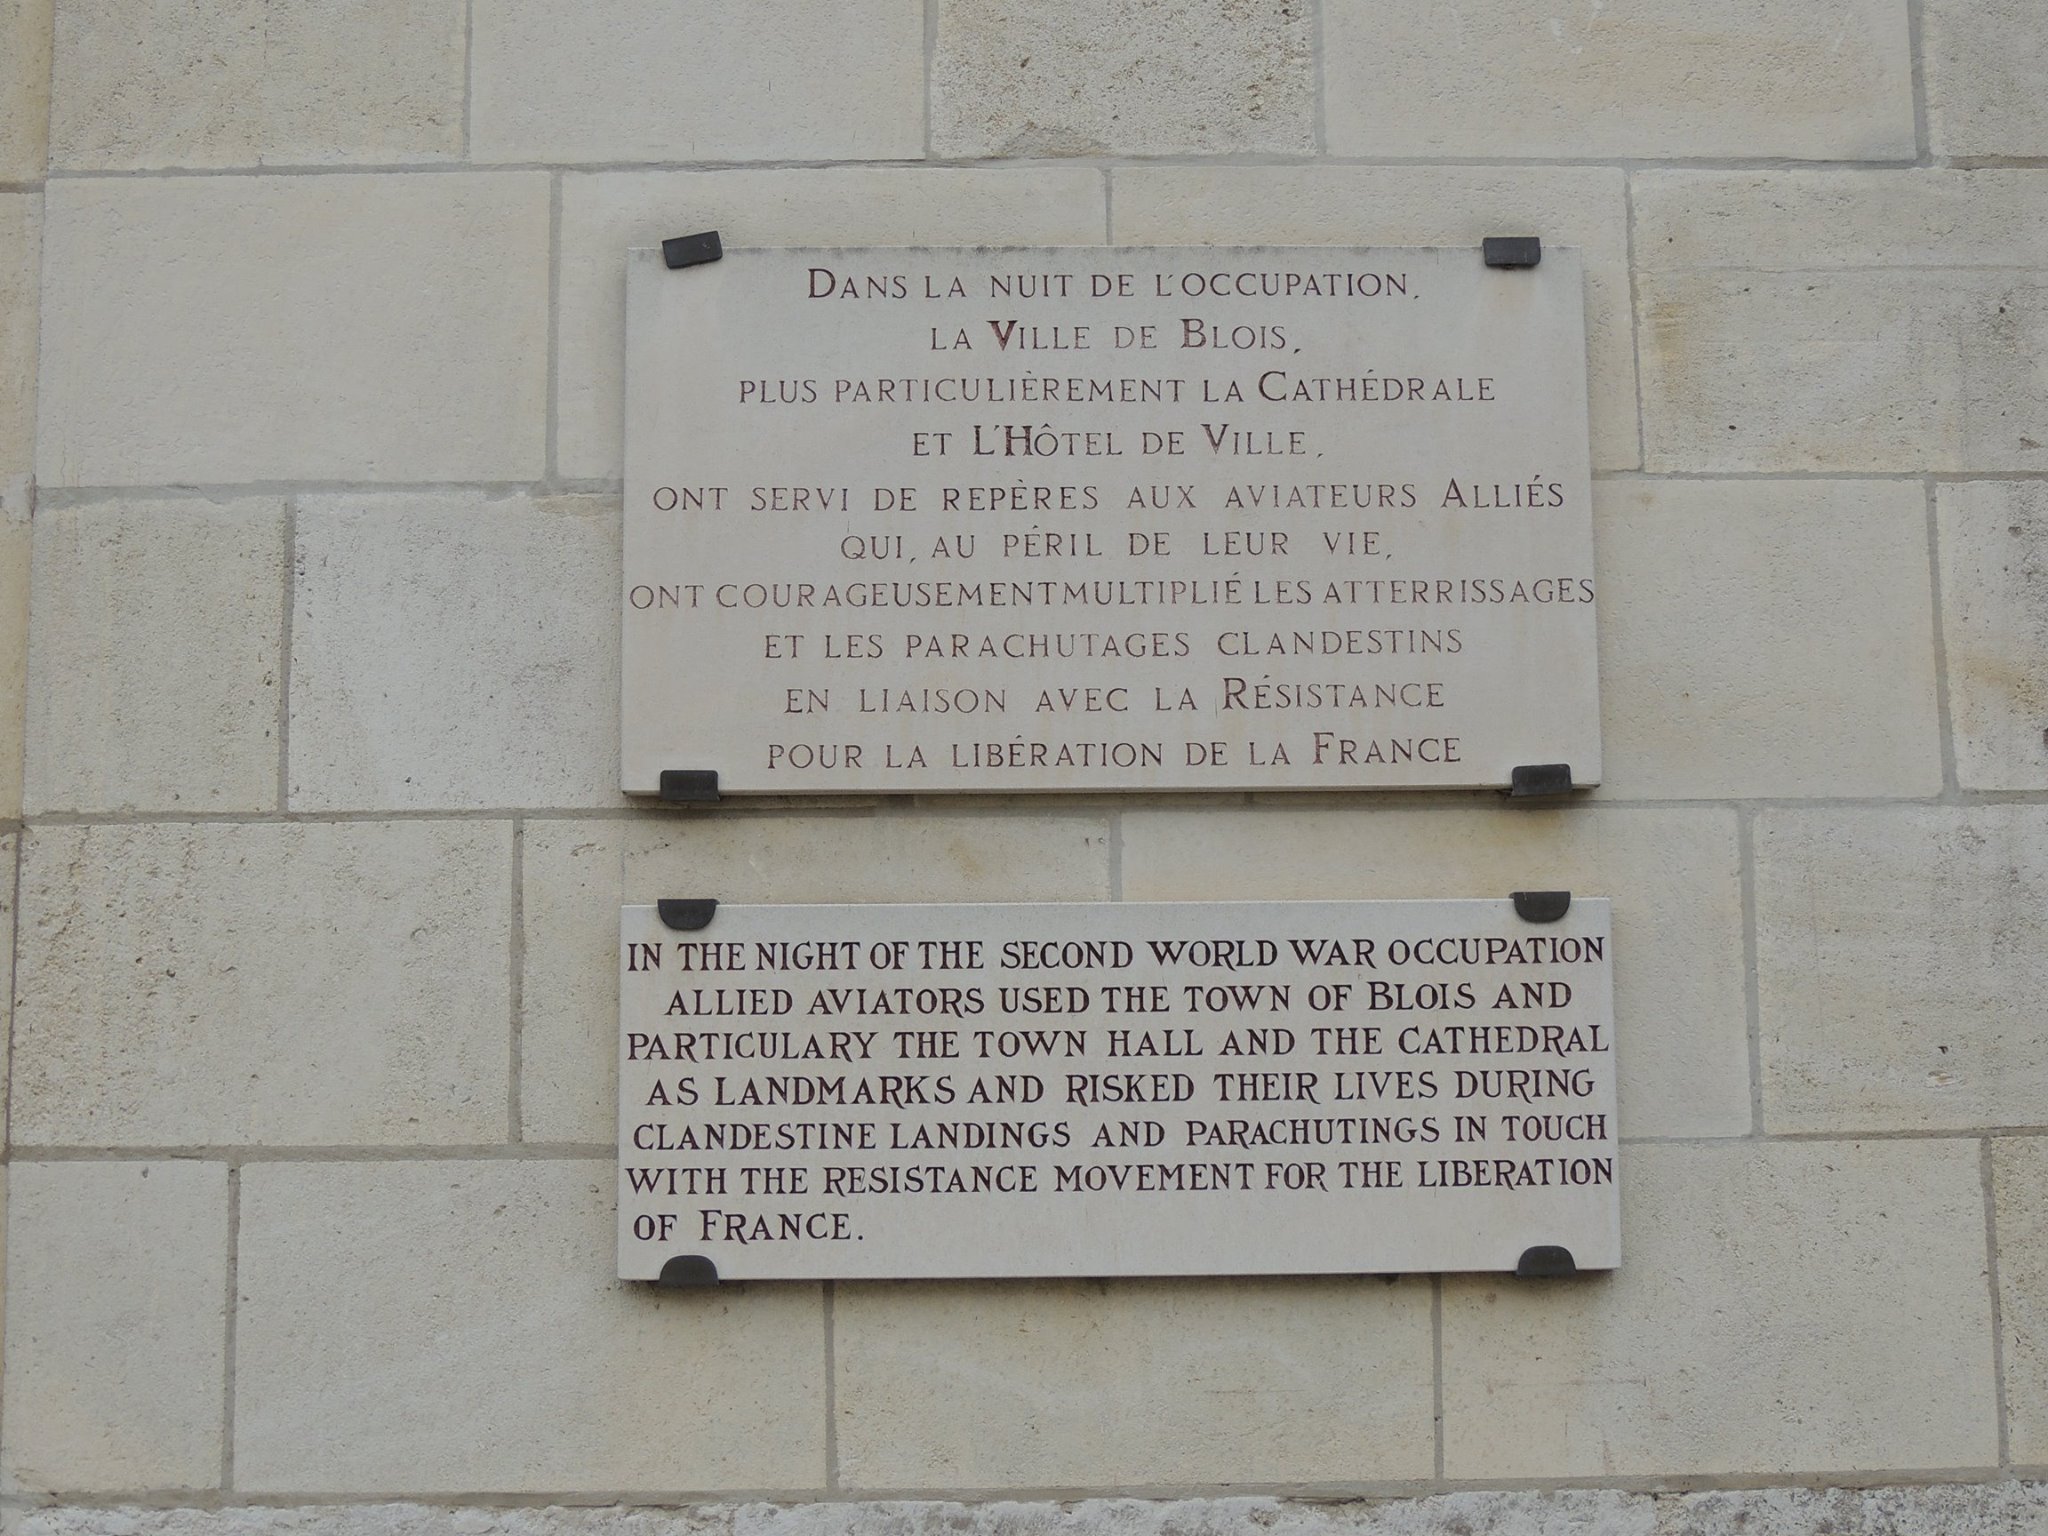 Dans la nuit de l'occupation,
la Ville de Blois,
plus particulièrement la Cathédrale
et l'Hôtel de Ville,
ont servi de repères aux aviateurs Alliés
qui, au péril de leur vie,
ont courageusement multiplié les atterrissages
et les parachutages clandestins
en liaison avec la Résistance
pour la libération de la France
IN THE NIGHT OF THE SECOND WORLD WAR OCCUPATION
ALLIED AVIATORS USED THE TOWN OF BLOIS AND
PARTICULARY THE TOWN HALL AND THE CATHEDRAL
AS LANDMARKS AND RISKED THEIR LIVES DURING
CLANDESTINE LANDINGS AND PARACHUTINGS IN TOUCH
WITH THE RESISTANCE MOVEMENT FOR THE LIBERATION
OF FRANCE.